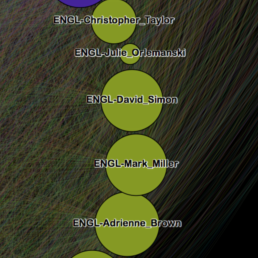 ENGL-Christopher_Taylor
ENGL-Julie_Orlemanski
ENGL-David_Simon
ENGL-Mark_Miller
ENGL-Adrienne_Brown